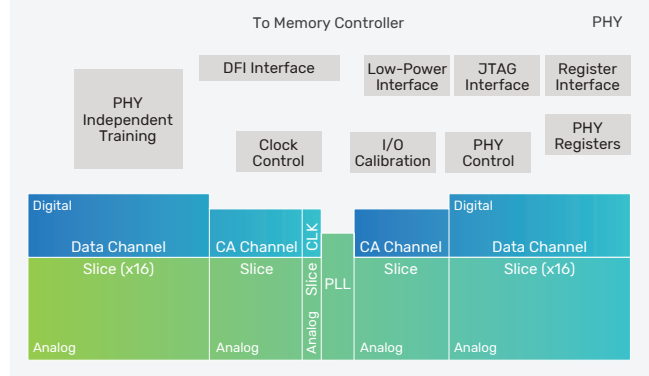 To Memory Controller
PHY
DFI Interface
Low-Power
Interface
JTAG
Interface
Register
Interface
PHY
Independent
Training
Clock
Control
I/O
Calibration
PHY
Control
PHY
Registers
Digital
Data Channel
CA Channel
CLK
CA Channel
Digital
Data Channel
Slice (x16)
Slice
Slice
PLL
Slice
Slice (x16)
Analog
Analog
Analog
Analog
Analog